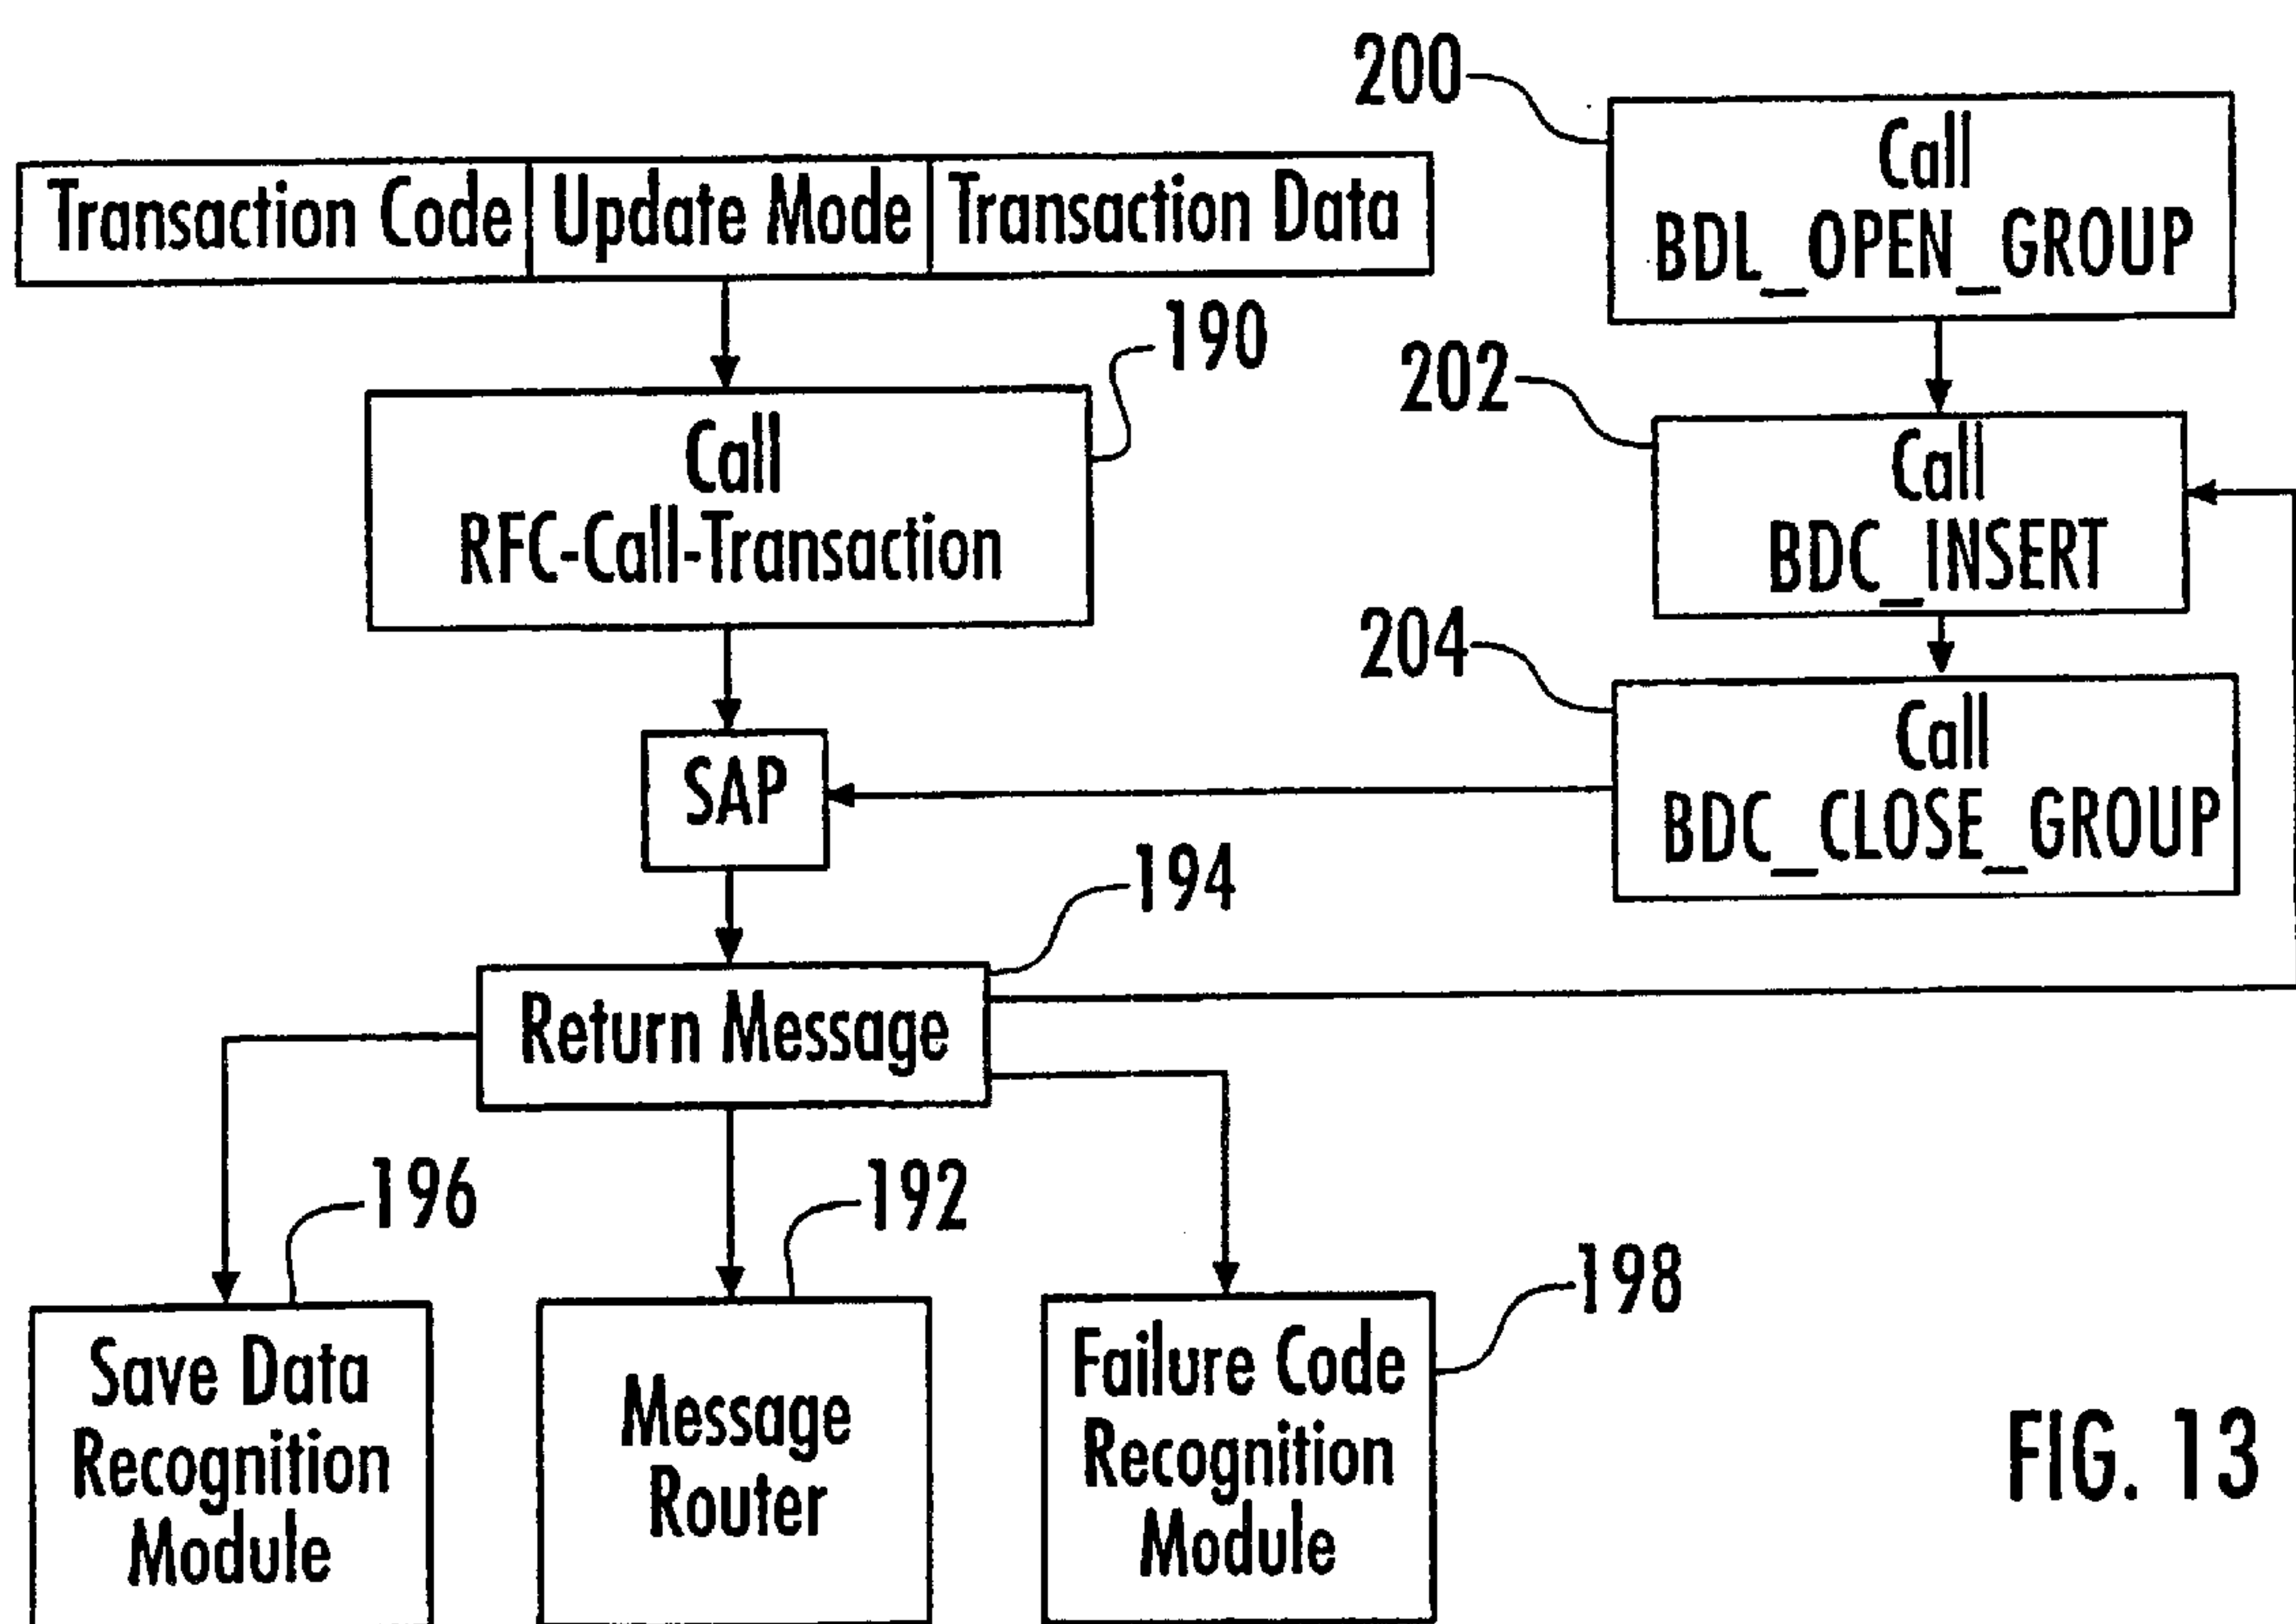 200
Call
BDL_OPEN_GROUP
Transaction Code Update Mode Transaction Data
190
Call
RFC-Call-Transaction
202
Call
BDC_INSERT
204
Call
BDC_CLOSE_GROUP
SAP
194
Return Message
196
192
198
Save Data
Recognition
Module
Message
Router
Failure Code
Recognition
Module
FIG. 13